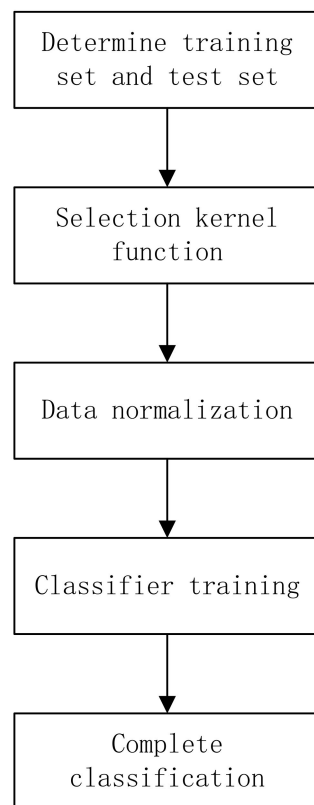 Determine training
set and test set
Selection kernel
function
Data normalization
Classifier training
Complete
classification